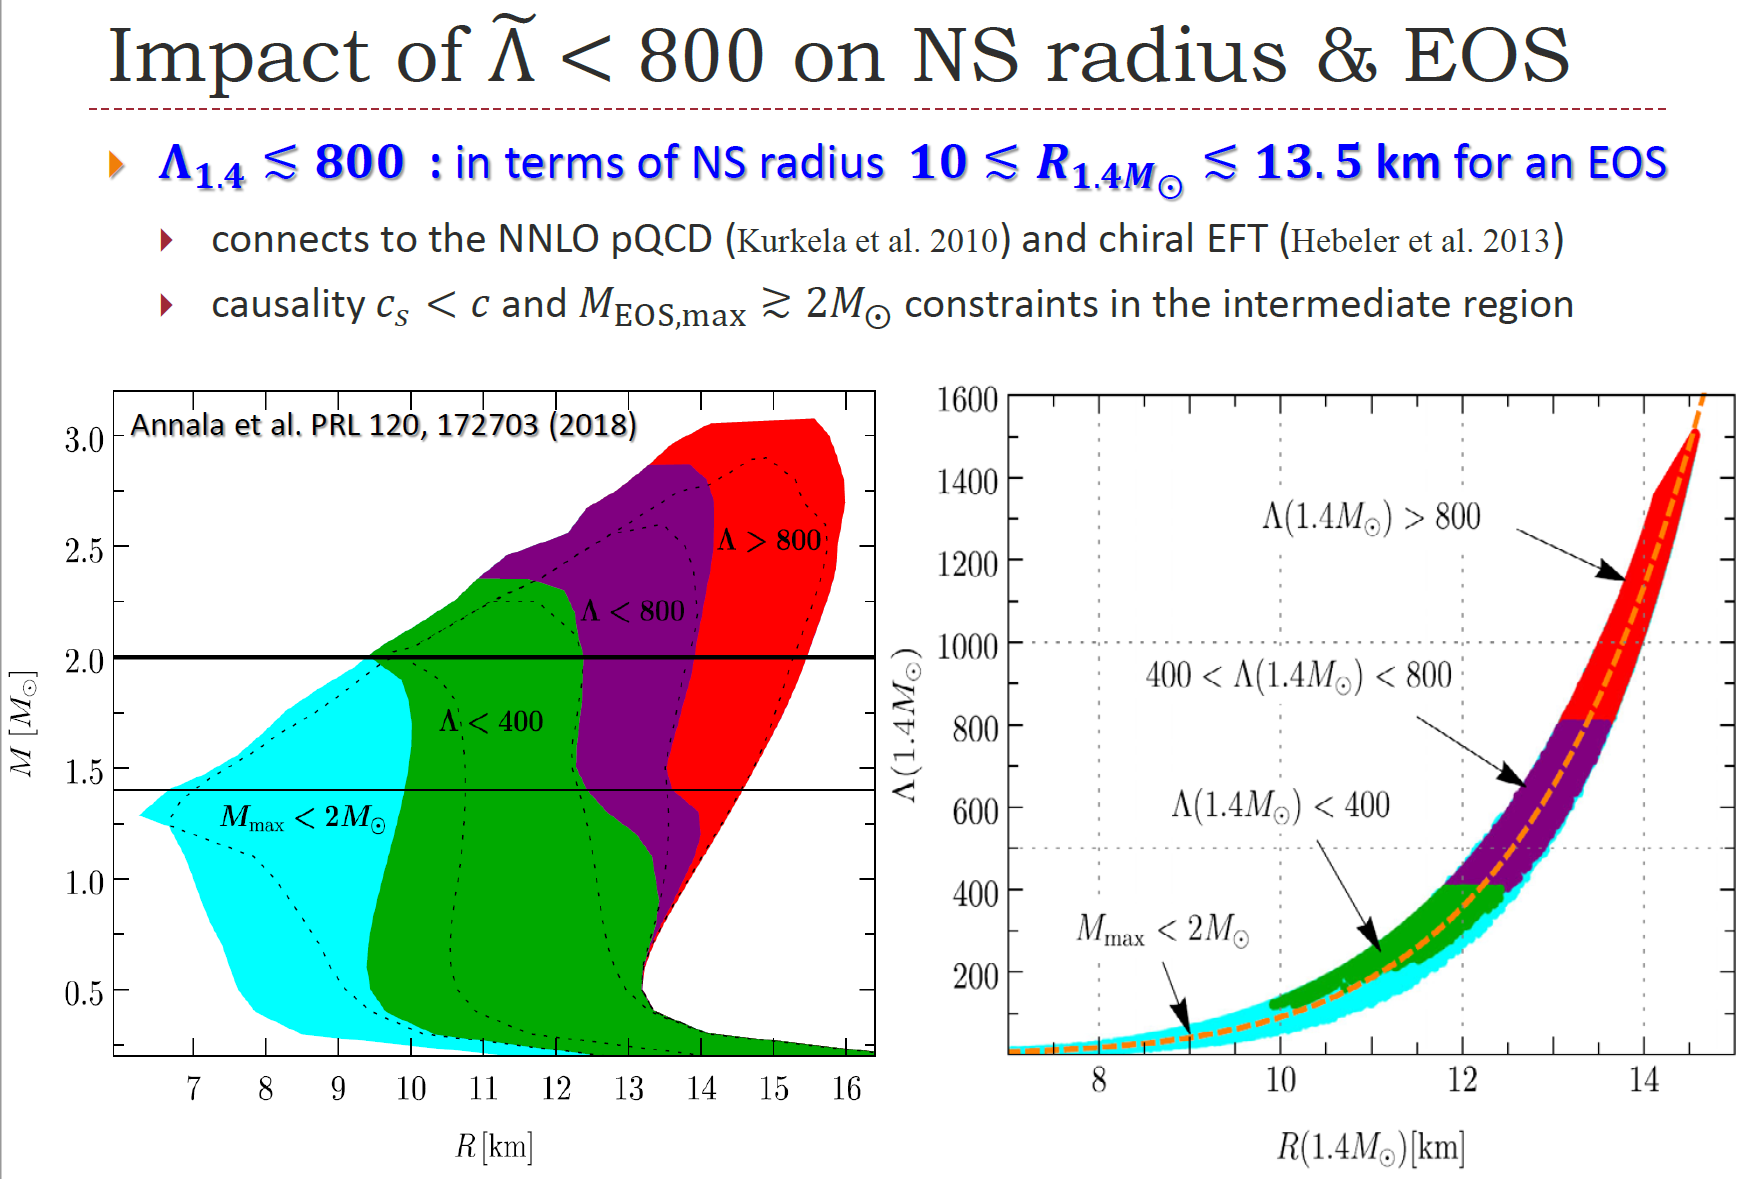 Impact of Λ̃ < 800 on NS radius & EOS
Λ₁.₄ ≲ 800 : in terms of NS radius 10 ≲ R₁.₄M⊙ ≲ 13.5 km for an EOS
connects to the NNLO pQCD (Kurkela et al. 2010) and chiral EFT (Hebeler et al. 2013)
causality cₛ < c and M_EOS,max ≳ 2M⊙ constraints in the intermediate region
Annala et al. PRL 120, 172703 (2018)
3.0
2.5
2.0
1.5
1.0
0.5
M [M⊙]
Λ > 800
Λ < 800
Λ < 400
Mmax < 2M⊙
7 8 9 10 11 12 13 14 15 16
R [km]
1600
1400
1200
1000
800
600
400
200
Λ(1.4M⊙)
Λ(1.4M⊙) > 800
400 < Λ(1.4M⊙) < 800
Λ(1.4M⊙) < 400
Mmax < 2M⊙
8 10 12 14
R(1.4M⊙)[km]